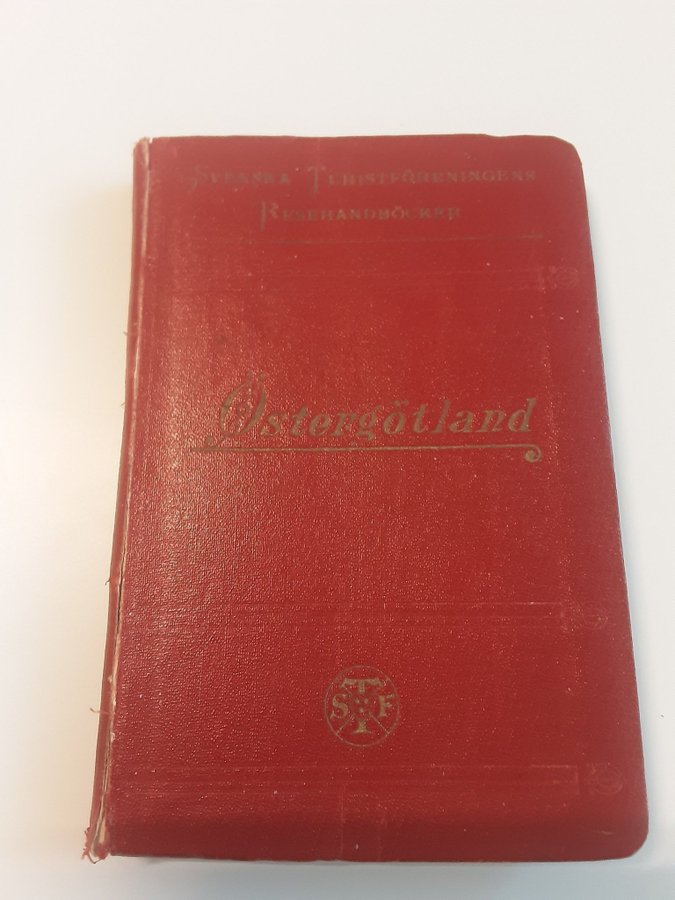 SVENSKA TURISTFÖRENINGENS
RESEHANDBÖCKER
Östergötland
STF